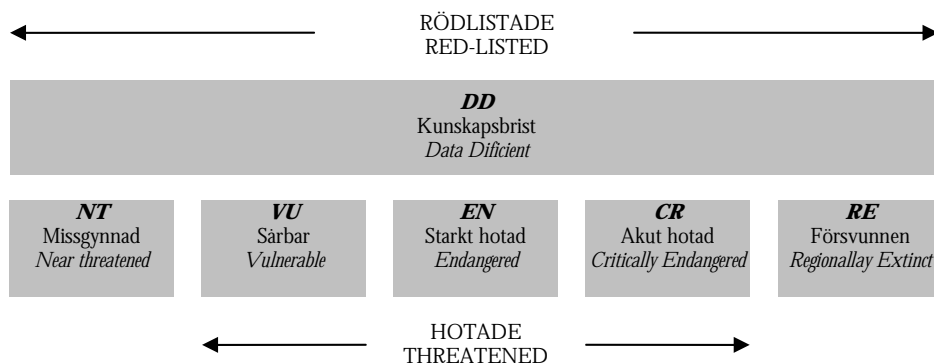 RÖDLISTADE
RED-LISTED
DD
Kunskapsbrist
Data Dificient
NT
Missgynnad
Near threatened
VU
Sårbar
Vulnerable
EN
Starkt hotad
Endangered
CR
Akut hotad
Critically Endangered
RE
Försvunnen
Regionallay Extinct
HOTADE
THREATENED